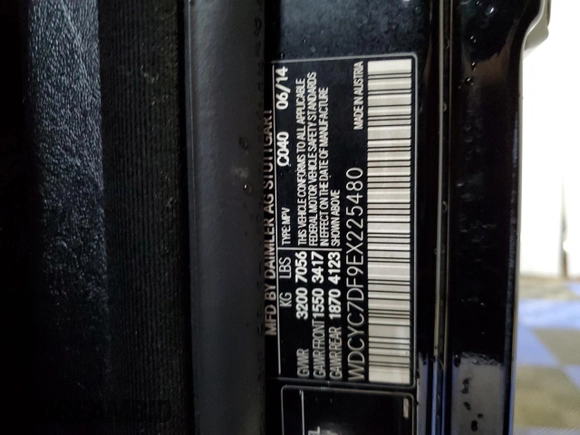 MFD BY DAIMLER AG STUTTGART
C040 06/14
KG LBS TYPE: MPV
GVWR 3200 7056 THIS VEHICLE CONFORMS TO ALL APPLICABLE
GAWR FRONT 1550 3417 FEDERAL MOTOR VEHICLE SAFETY STANDARDS
GAWR REAR 1870 4123 IN EFFECT ON THE DATE OF MANUFACTURE
SHOWN ABOVE
WDCYC7DF9EX225480 MADE IN AUSTRIA